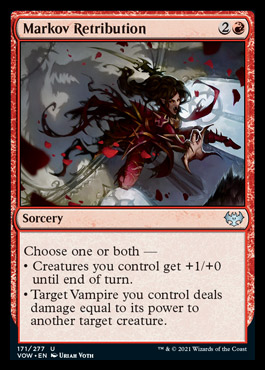 Markov Retribution 2
Sorcery
Choose one or both —
• Creatures you control get +1/+0
until end of turn.
• Target Vampire you control deals
damage equal to its power to
another target creature.
171/277 U
VOW • EN Uriah Voth
™ & © 2021 Wizards of the Coast